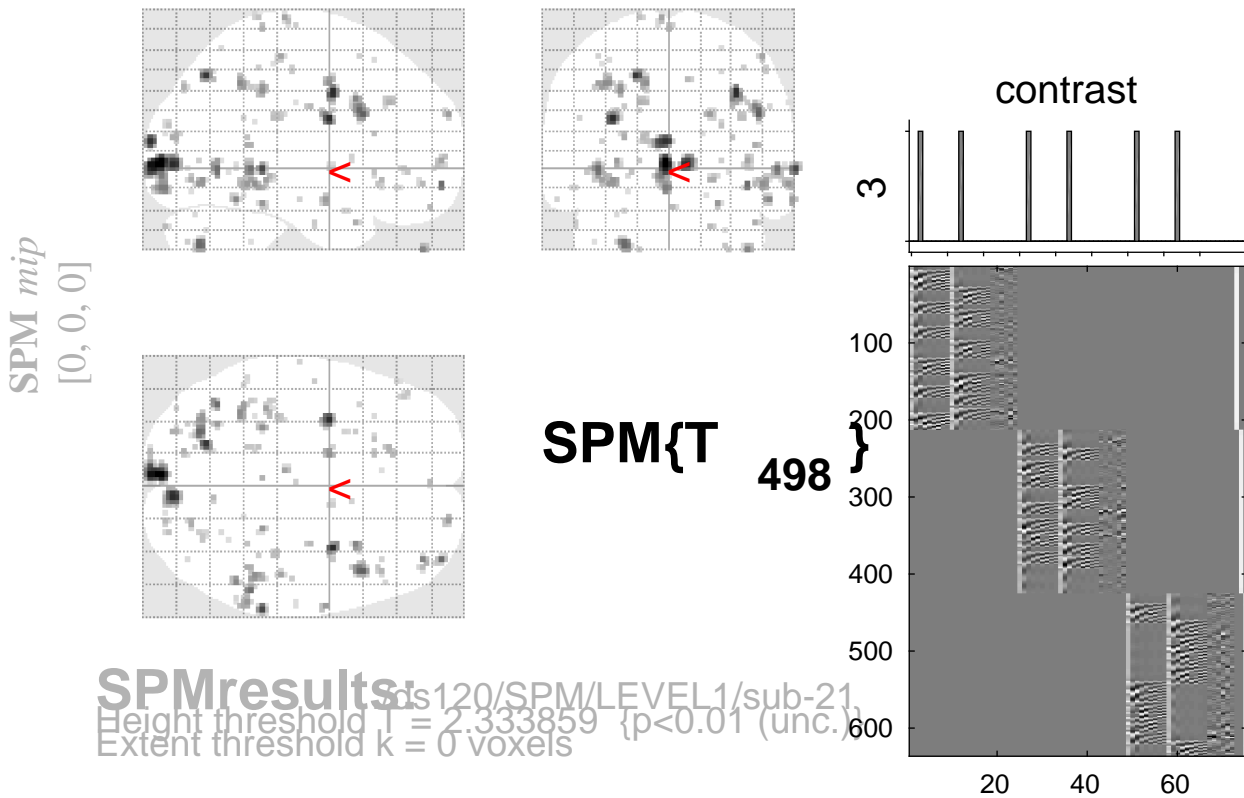 SPM mip
[0, 0, 0]
<
<
<
contrast
3
SPM{T 498 }
100
200
300
400
500
600
20 40 60
SPMresults: /ds120/SPM/LEVEL1/sub-21
Height threshold T = 2.333859 {p<0.01 (unc.)}
Extent threshold k = 0 voxels